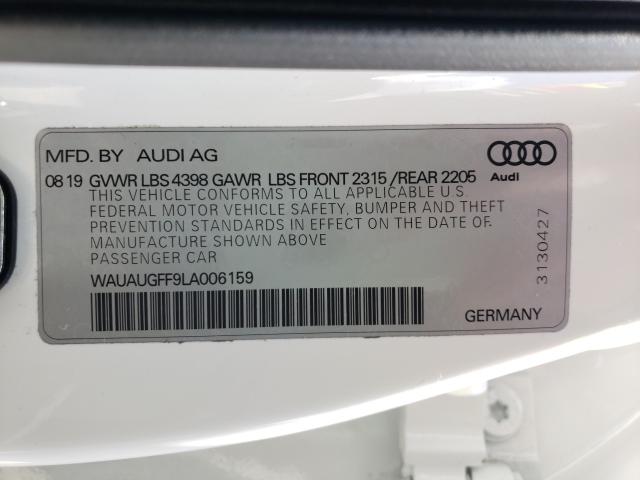 MFD. BY AUDI AG
08 19 GVWR LBS 4398 GAWR LBS FRONT 2315 /REAR 2205
Audi
THIS VEHICLE CONFORMS TO ALL APPLICABLE U.S.
FEDERAL MOTOR VEHICLE SAFETY, BUMPER AND THEFT
PREVENTION STANDARDS IN EFFECT ON THE DATE OF
MANUFACTURE SHOWN ABOVE
PASSENGER CAR
WAUAUGFF9LA006159
3130427
GERMANY